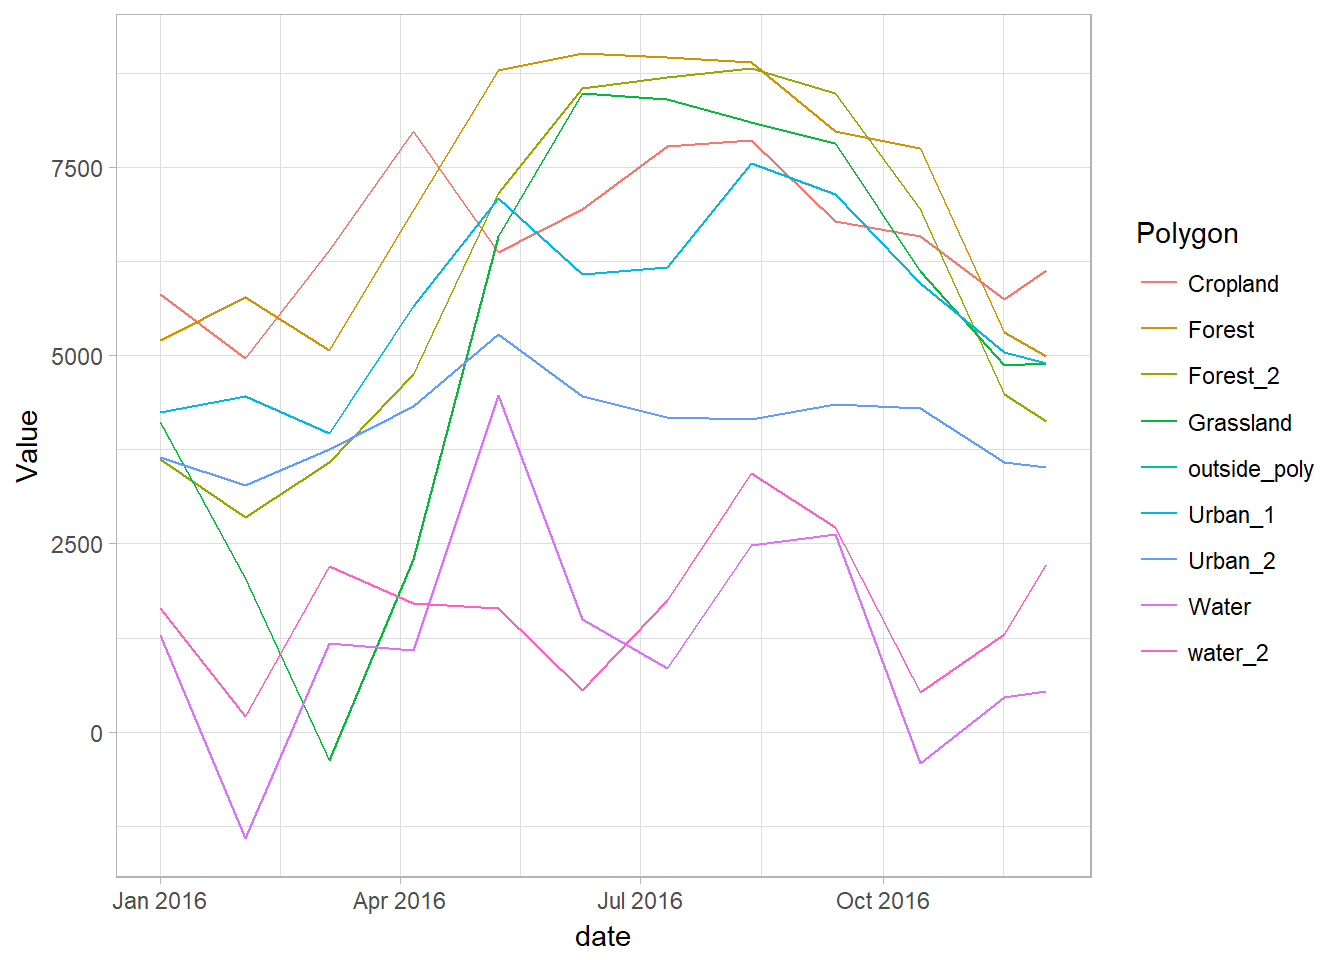 Value
7500
5000
2500
0
Jan 2016 Apr 2016 Jul 2016 Oct 2016
date
Polygon
Cropland
Forest
Forest_2
Grassland
outside_poly
Urban_1
Urban_2
Water
water_2